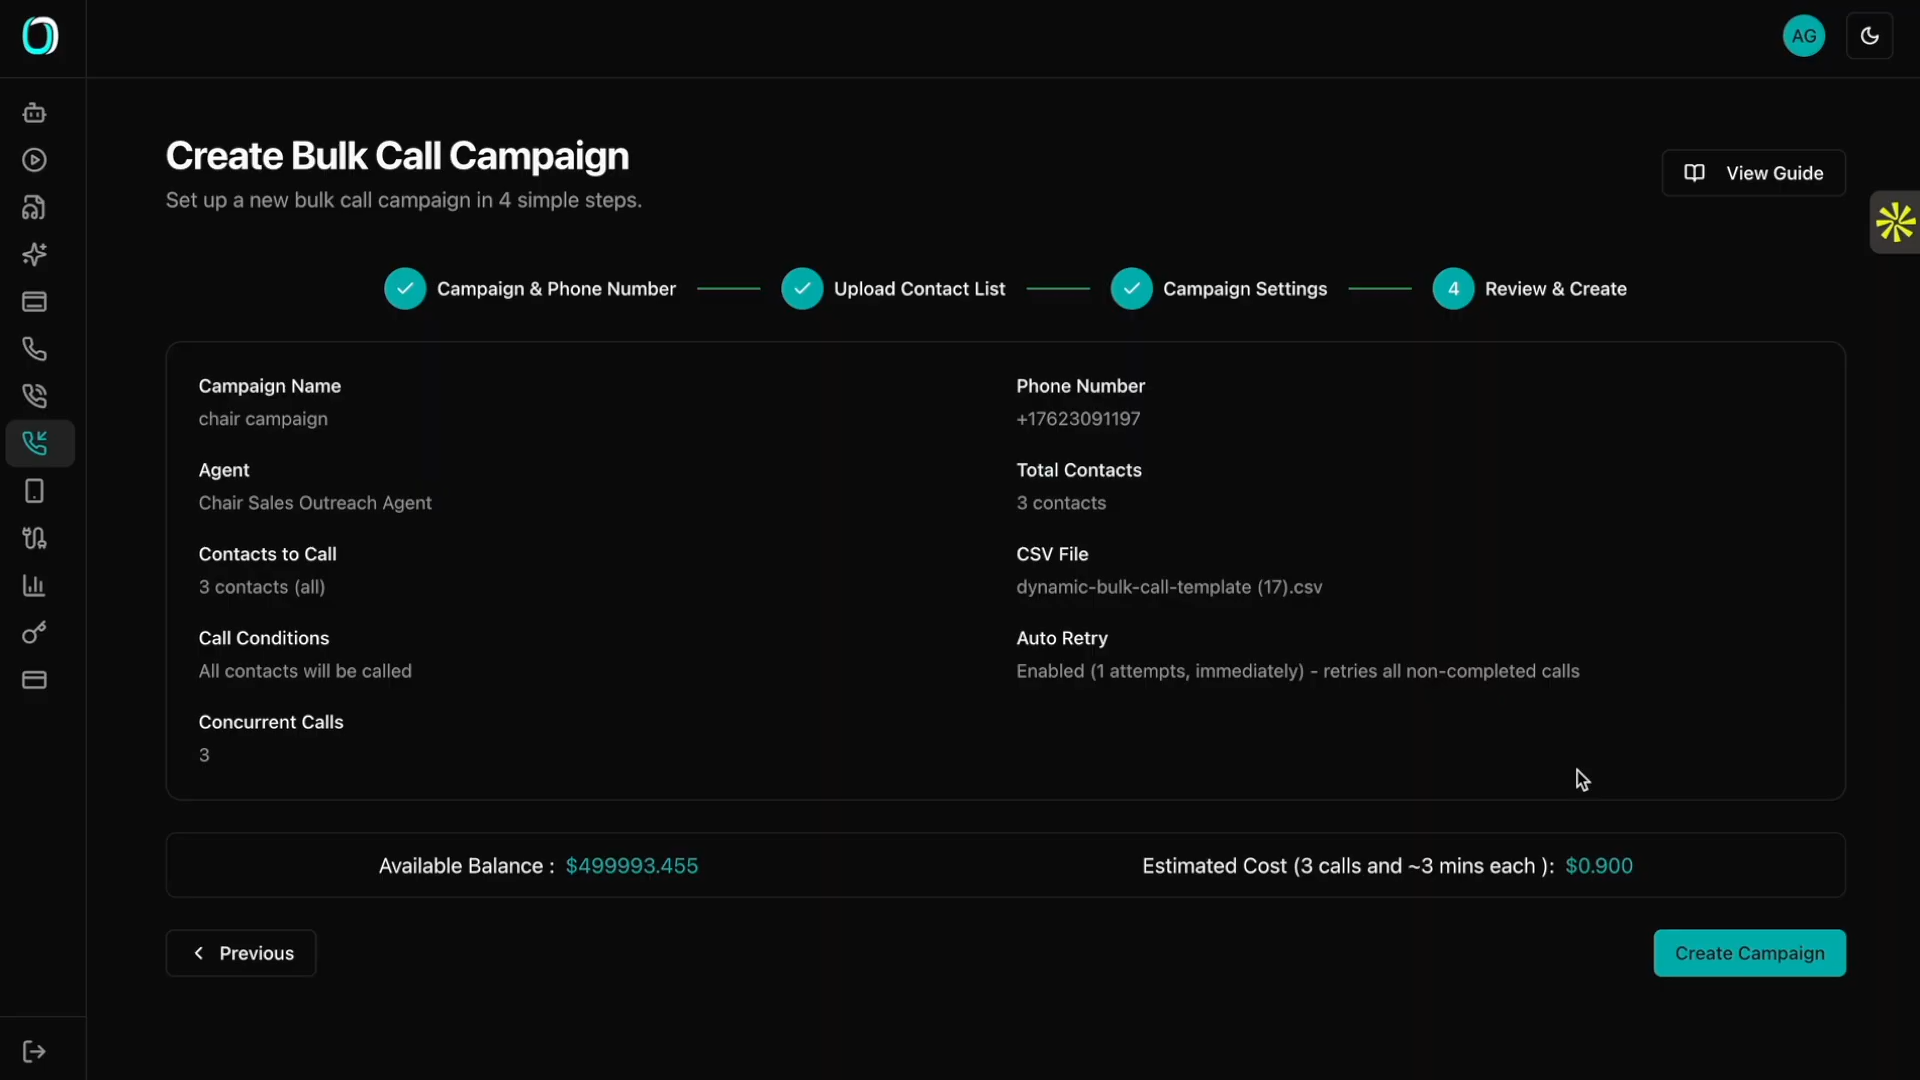 AG
Create Bulk Call Campaign
Set up a new bulk call campaign in 4 simple steps.
View Guide
Campaign & Phone Number
Upload Contact List
Campaign Settings
4 Review & Create
Campaign Name
chair campaign
Phone Number
+17623091197
Agent
Chair Sales Outreach Agent
Total Contacts
3 contacts
Contacts to Call
3 contacts (all)
CSV File
dynamic-bulk-call-template (17).csv
Call Conditions
All contacts will be called
Auto Retry
Enabled (1 attempts, immediately) - retries all non-completed calls
Concurrent Calls
3
Available Balance : $499993.455
Estimated Cost (3 calls and ~3 mins each ): $0.900
Previous
Create Campaign